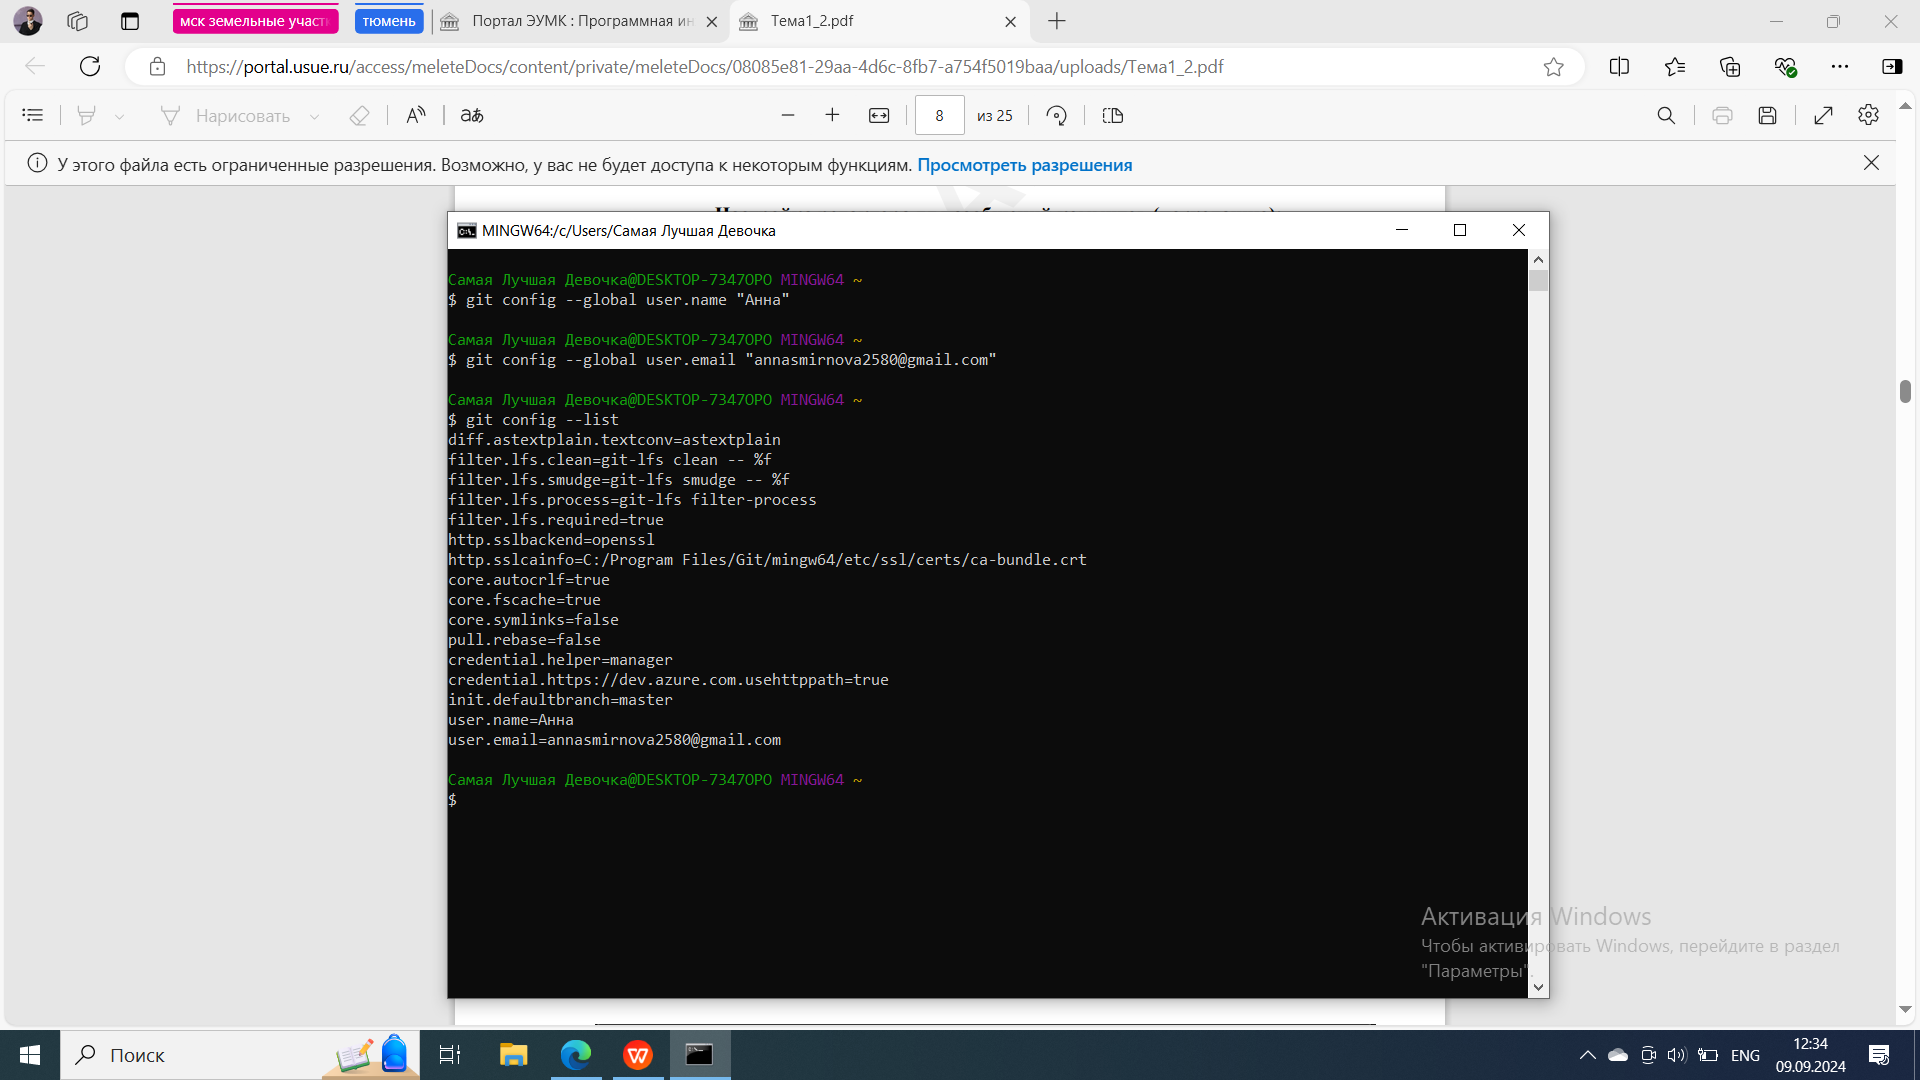 мск земельные участ
тюмень
Портал ЭУМК : Программная ин
Тема1_2.pdf
https://portal.usue.ru/access/meleteDocs/content/private/meleteDocs/08085e81-29aa-4d6c-8fb7-a754f5019baa/uploads/Тема1_2.pdf
Нарисовать
аあ
8
из 25
У этого файла есть ограниченные разрешения. Возможно, у вас не будет доступа к некоторым функциям. Просмотреть разрешения
MINGW64:/c/Users/Самая Лучшая Девочка
Самая Лучшая Девочка@DESKTOP-7347OPO MINGW64 ~
$ git config --global user.name "Анна"
Самая Лучшая Девочка@DESKTOP-7347OPO MINGW64 ~
$ git config --global user.email "annasmirnova2580@gmail.com"
Самая Лучшая Девочка@DESKTOP-7347OPO MINGW64 ~
$ git config --list
diff.astextplain.textconv=astextplain
filter.lfs.clean=git-lfs clean -- %f
filter.lfs.smudge=git-lfs smudge -- %f
filter.lfs.process=git-lfs filter-process
filter.lfs.required=true
http.sslbackend=openssl
http.sslcainfo=C:/Program Files/Git/mingw64/etc/ssl/certs/ca-bundle.crt
core.autocrlf=true
core.fscache=true
core.symlinks=false
pull.rebase=false
credential.helper=manager
credential.https://dev.azure.com.usehttppath=true
init.defaultbranch=master
user.name=Анна
user.email=annasmirnova2580@gmail.com
Самая Лучшая Девочка@DESKTOP-7347OPO MINGW64 ~
$
Активация Windows
Чтобы активировать Windows, перейдите в раздел
"Параметры".
Поиск
ENG
12:34
09.09.2024